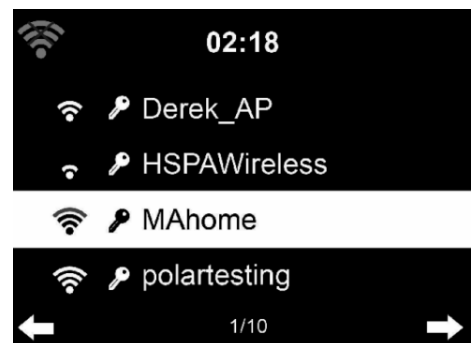 02:18
Derek_AP
HSPAWireless
MAhome
polartesting
1/10